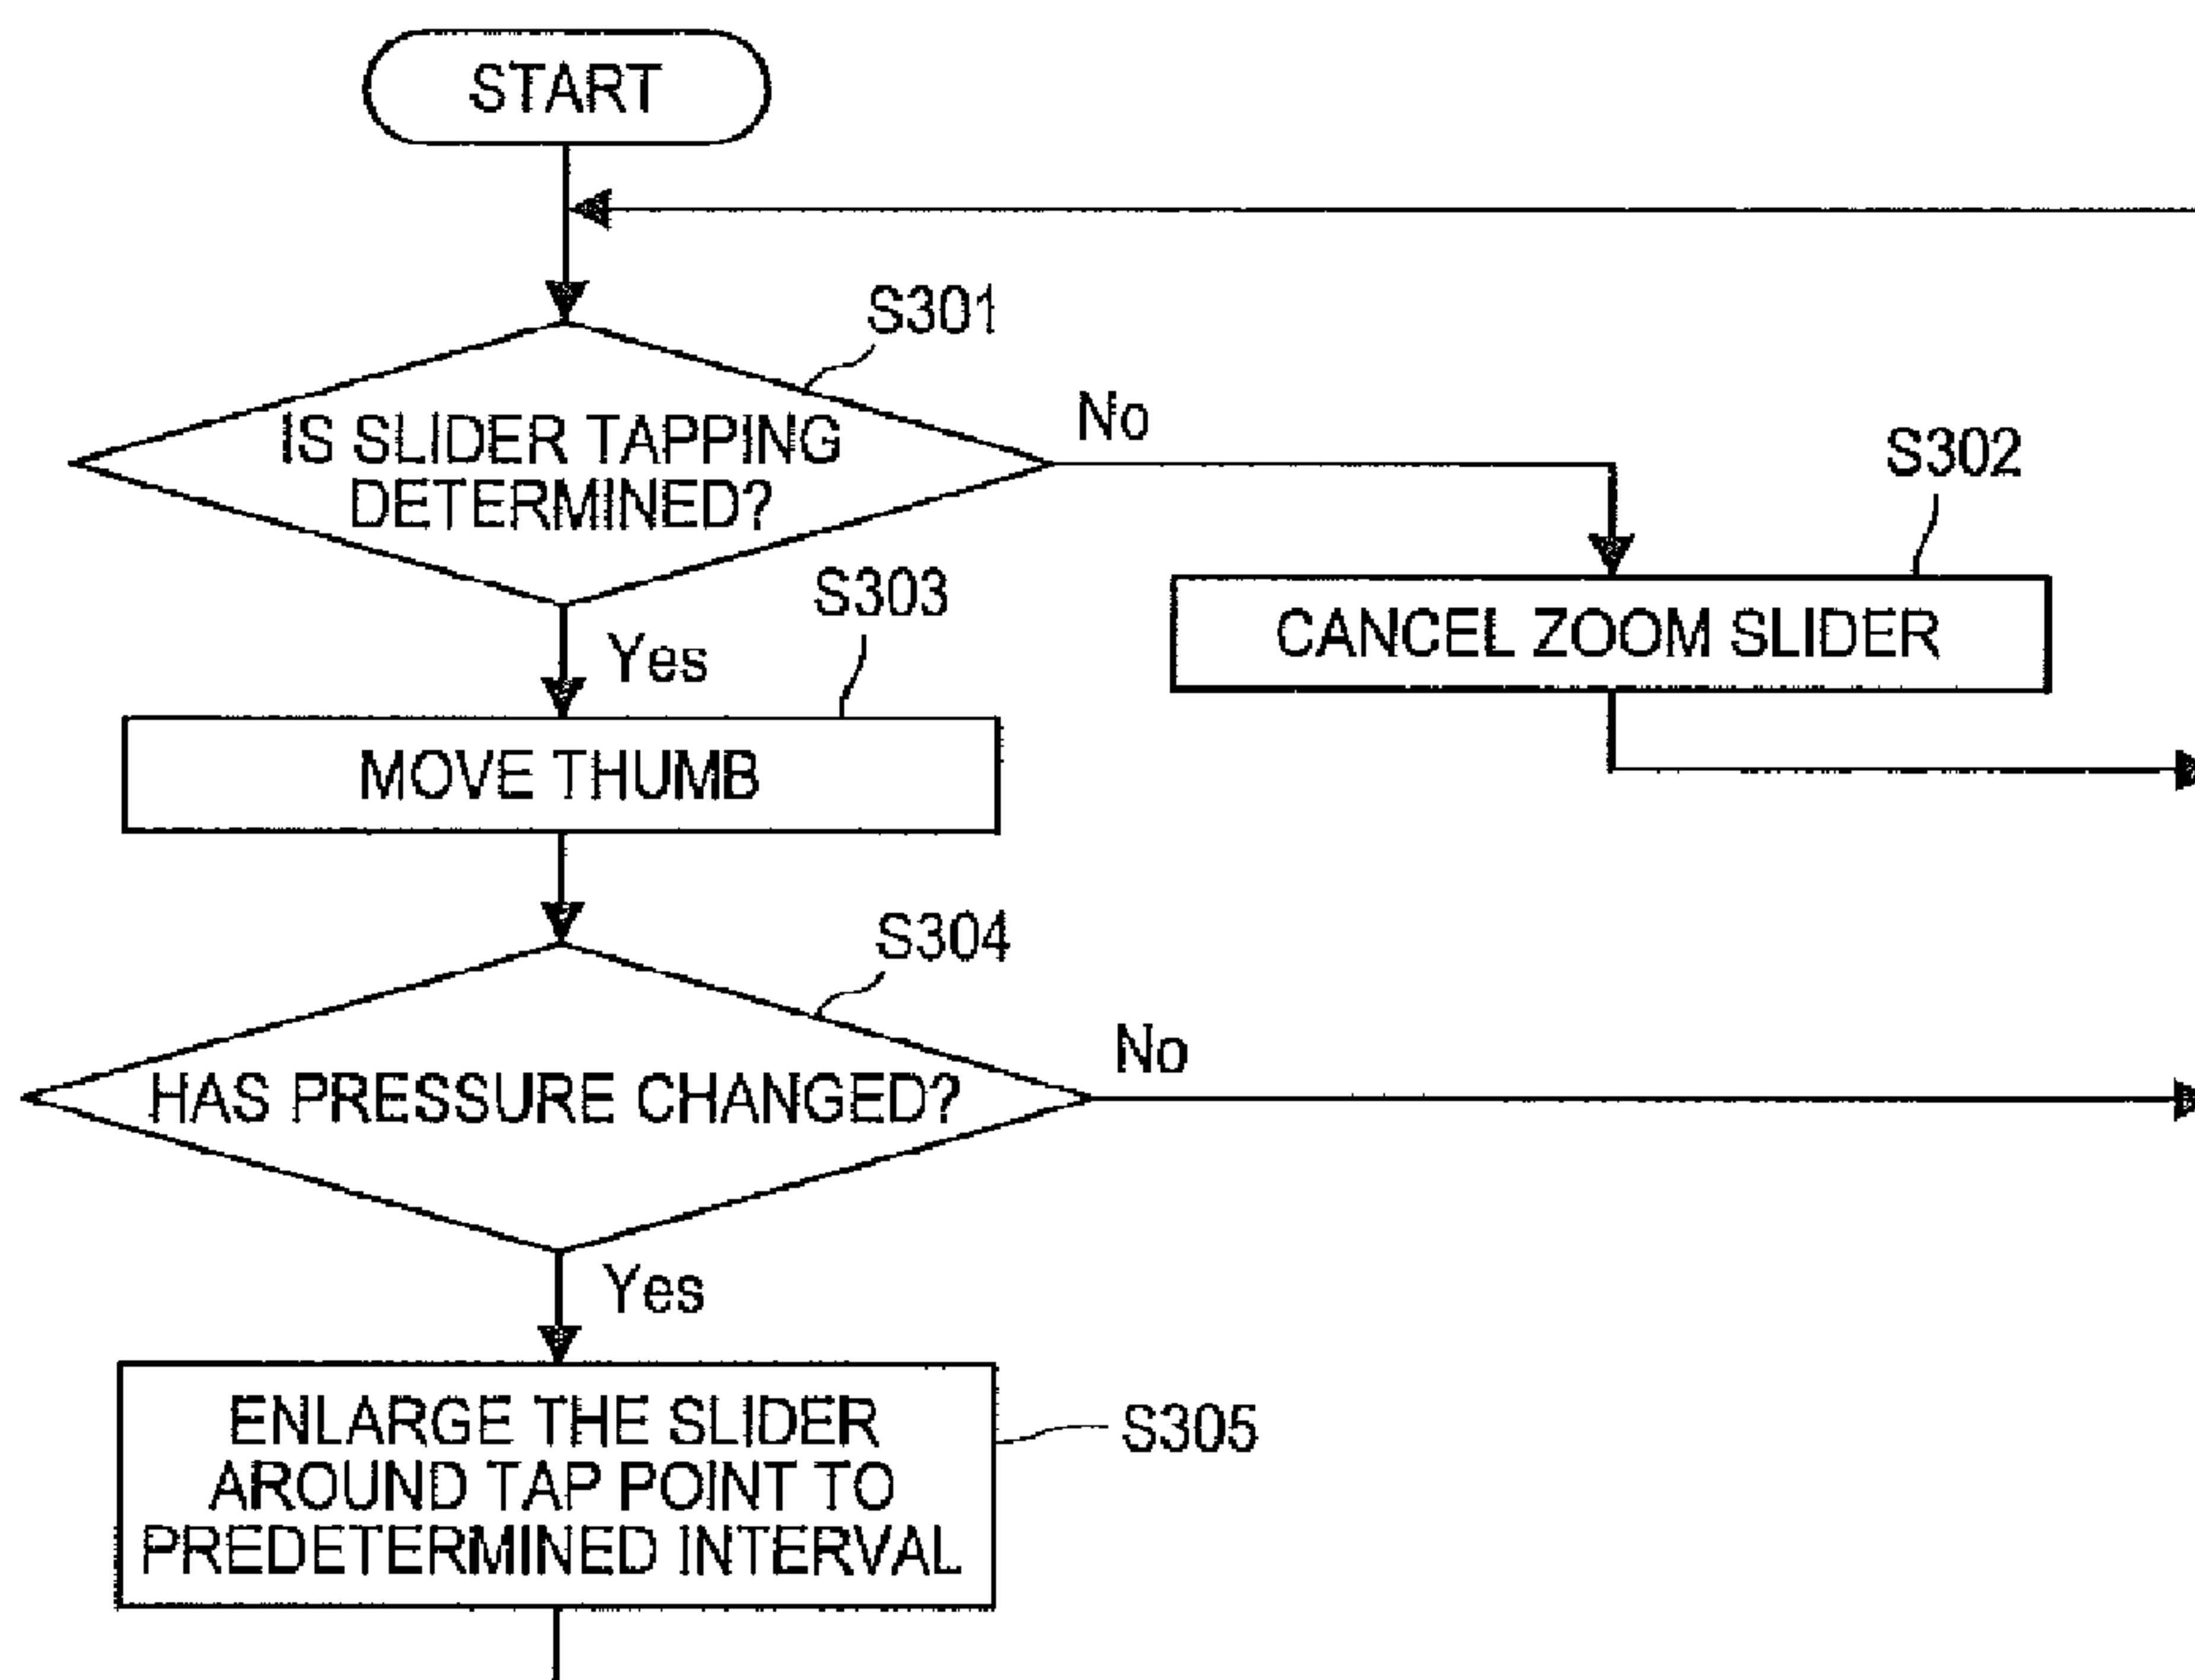 START
S301
IS SLIDER TAPPING
DETERMINED?
No
S302
CANCEL ZOOM SLIDER
Yes
S303
MOVE THUMB
S304
HAS PRESSURE CHANGED?
No
Yes
ENLARGE THE SLIDER
AROUND TAP POINT TO
PREDETERMINED INTERVAL
S305